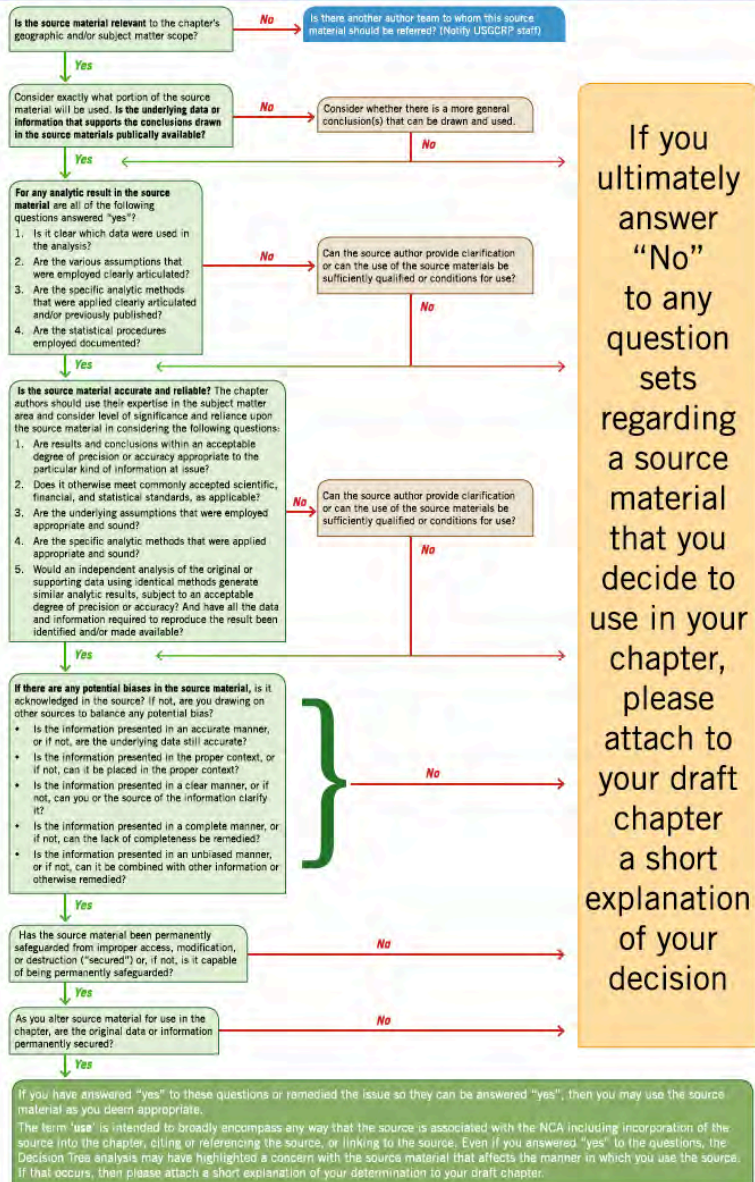 Is the source material relevant to the chapter's
geographic and/or subject matter scope?
No
Is there another author team to whom this source
material should be referred? (Notify USGCRP staff)
Yes
Consider exactly what portion of the source
material will be used. Is the underlying data or
information that supports the conclusions drawn
in the source materials publically available?
No
Consider whether there is a more general
conclusion(s) that can be drawn and used.
No
Yes
For any analytic result in the source
material are all of the following
questions answered “yes”?
1. Is it clear which data were used in
the analysis?
2. Are the various assumptions that
were employed clearly articulated?
3. Are the specific analytic methods
that were applied clearly articulated
and/or previously published?
4. Are the statistical procedures
employed documented?
No
Can the source author provide clarification
or can the use of the source materials be
sufficiently qualified or conditions for use?
No
Yes
Is the source material accurate and reliable? The chapter
authors should use their expertise in the subject matter
area and consider level of significance and reliance upon
the source material in considering the following questions:
1. Are results and conclusions within an acceptable
degree of precision or accuracy appropriate to the
particular kind of information at issue?
2. Does it otherwise meet commonly accepted scientific,
financial, and statistical standards, as applicable?
3. Are the underlying assumptions that were employed
appropriate and sound?
4. Are the specific analytic methods that were applied
appropriate and sound?
5. Would an independent analysis of the original or
supporting data using identical methods generate
similar analytic results, subject to an acceptable
degree of precision or accuracy? And have all the data
and information required to reproduce the result been
identified and/or made available?
No
Can the source author provide clarification
or can the use of the source materials be
sufficiently qualified or conditions for use?
No
Yes
If there are any potential biases in the source material, is it
acknowledged in the source? If not, are you drawing on
other sources to balance any potential bias?
• Is the information presented in an accurate manner,
or if not, are the underlying data still accurate?
• Is the information presented in the proper context, or
if not, can it be placed in the proper context?
• Is the information presented in a clear manner, or if
not, can you or the source of the information clarify
it?
• Is the information presented in a complete manner, or
if not, can the lack of completeness be remedied?
• Is the information presented in an unbiased manner,
or if not, can it be combined with other information or
otherwise remedied?
}
No
Yes
Has the source material been permanently
safeguarded from improper access, modification,
or destruction (“secured”) or, if not, is it capable
of being permanently safeguarded?
No
Yes
As you alter source material for use in the
chapter, are the original data or information
permanently secured?
No
Yes
If you
ultimately
answer
“No”
to any
question
sets
regarding
a source
material
that you
decide to
use in your
chapter,
please
attach to
your draft
chapter
a short
explanation
of your
decision
If you have answered “yes” to these questions or remedied the issue so they can be answered “yes”, then you may use the source
material as you deem appropriate.
The term 'use' is intended to broadly encompass any way that the source is associated with the NCA including incorporation of the
source into the chapter, citing or referencing the source, or linking to the source. Even if you answered “yes” to the questions, the
Decision Tree analysis may have highlighted a concern with the source material that affects the manner in which you use the source.
If that occurs, then please attach a short explanation of your determination to your draft chapter.